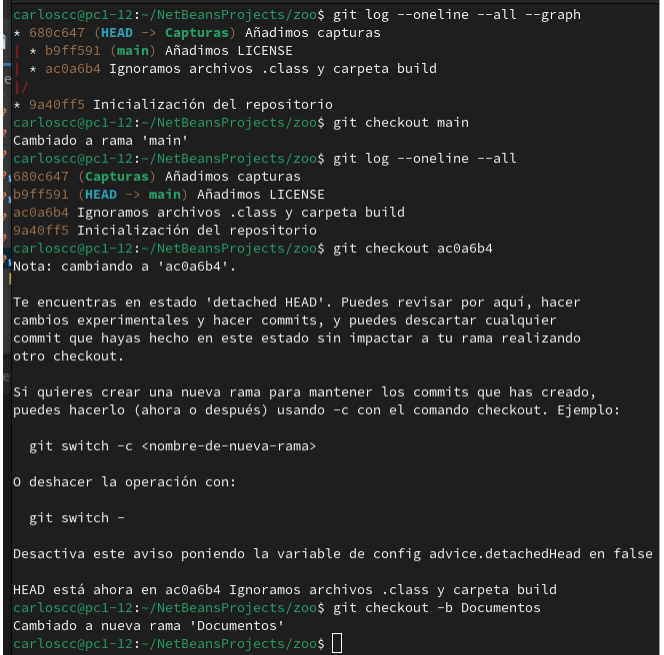 carloscc@pc1-12:~/NetBeansProjects/zoo$ git log --oneline --all --graph
* 680c647 (HEAD -> Capturas) Añadimos capturas
| * b9ff591 (main) Añadimos LICENSE
| * ac0a6b4 Ignoramos archivos .class y carpeta build
|/
* 9a40ff5 Inicialización del repositorio
carloscc@pc1-12:~/NetBeansProjects/zoo$ git checkout main
Cambiado a rama 'main'
carloscc@pc1-12:~/NetBeansProjects/zoo$ git log --oneline --all
680c647 (Capturas) Añadimos capturas
b9ff591 (HEAD -> main) Añadimos LICENSE
ac0a6b4 Ignoramos archivos .class y carpeta build
9a40ff5 Inicialización del repositorio
carloscc@pc1-12:~/NetBeansProjects/zoo$ git checkout ac0a6b4
Nota: cambiando a 'ac0a6b4'.
Te encuentras en estado 'detached HEAD'. Puedes revisar por aquí, hacer
cambios experimentales y hacer commits, y puedes descartar cualquier
commit que hayas hecho en este estado sin impactar a tu rama realizando
otro checkout.
Si quieres crear una nueva rama para mantener los commits que has creado,
puedes hacerlo (ahora o después) usando -c con el comando checkout. Ejemplo:
git switch -c <nombre-de-nueva-rama>
O deshacer la operación con:
git switch -
Desactiva este aviso poniendo la variable de config advice.detachedHead en false
HEAD está ahora en ac0a6b4 Ignoramos archivos .class y carpeta build
carloscc@pc1-12:~/NetBeansProjects/zoo$ git checkout -b Documentos
Cambiado a nueva rama 'Documentos'
carloscc@pc1-12:~/NetBeansProjects/zoo$